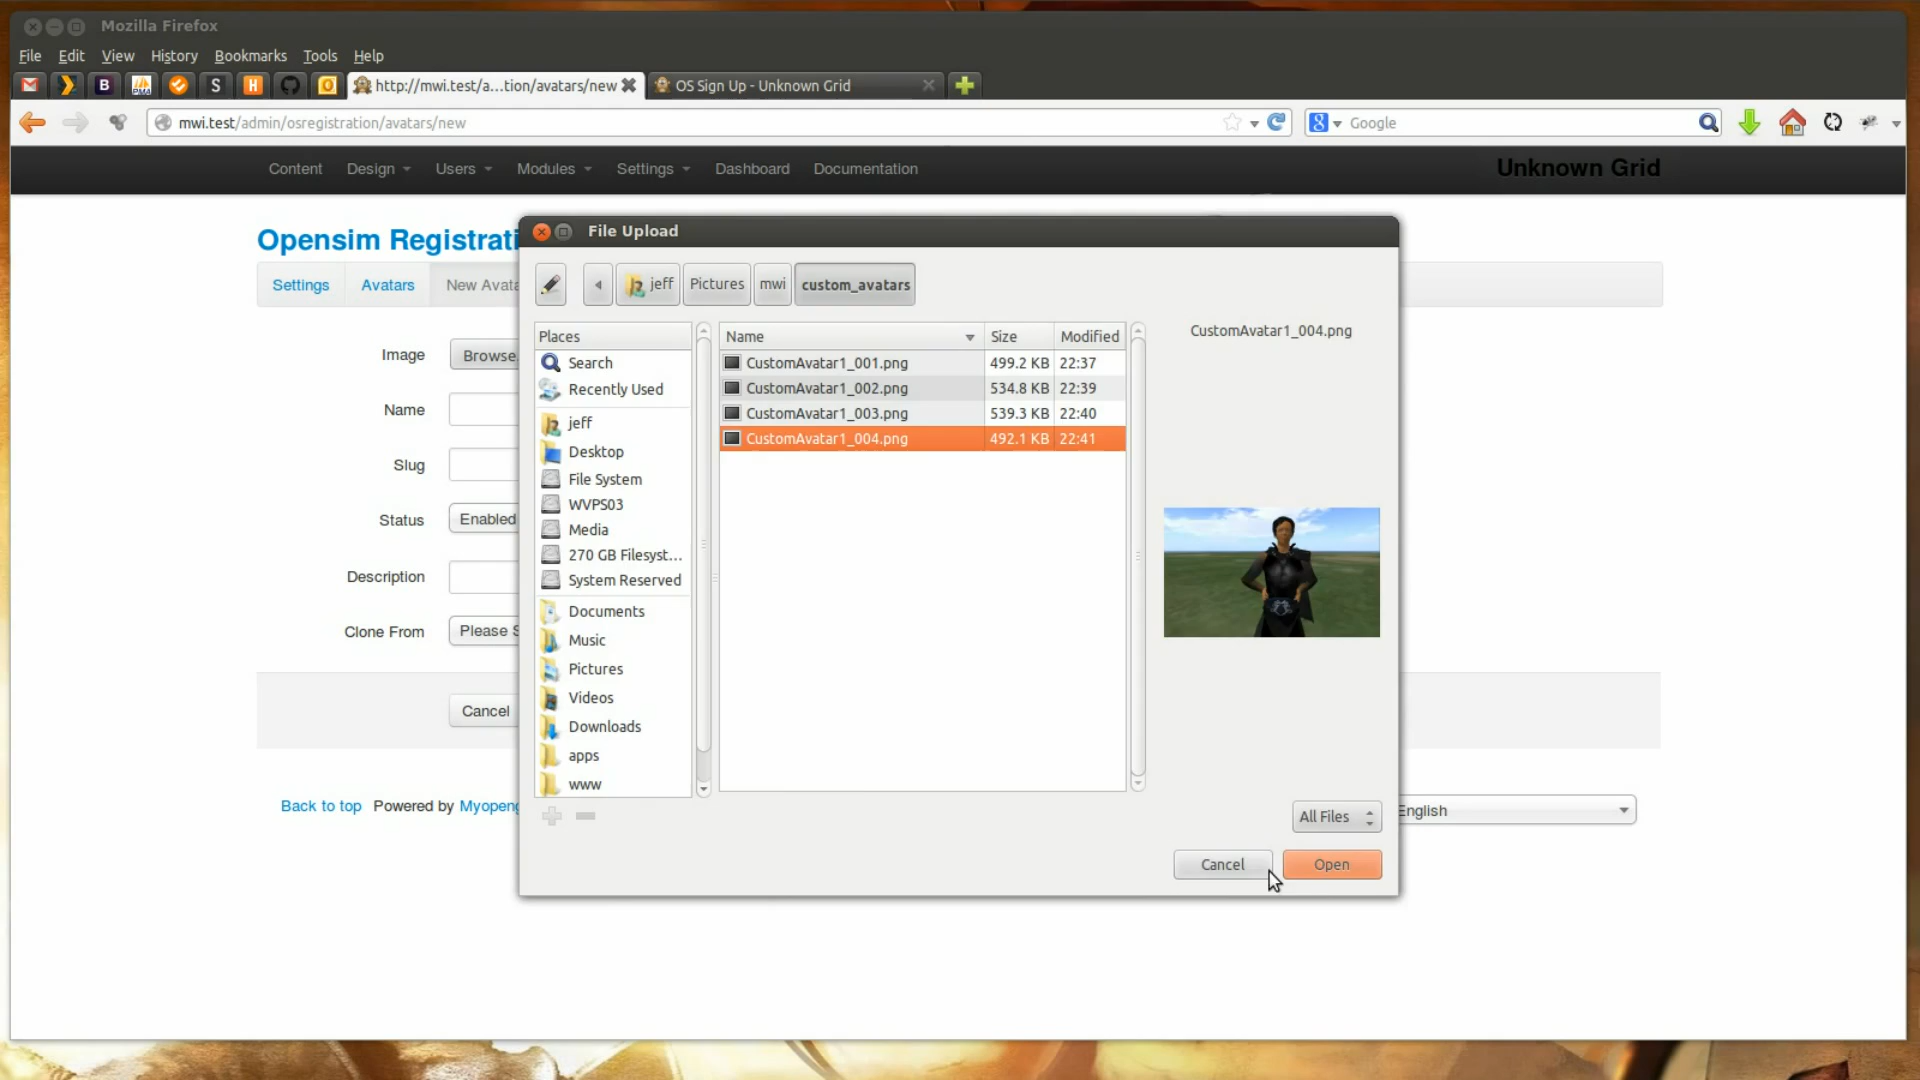 Mozilla Firefox
File Edit View History Bookmarks Tools Help
B PMA S H O http://mwi.test/a...tion/avatars/new OS Sign Up - Unknown Grid
mwi.test/admin/osregistration/avatars/new 8 Google
Content Design Users Modules Settings Dashboard Documentation Unknown Grid
Opensim Registrati
File Upload
Settings Avatars New Avata
jeff Pictures mwi custom_avatars
Places
Search
Recently Used
jeff
Desktop
File System
WVPS03
Media
270 GB Filesyst...
System Reserved
Documents
Music
Pictures
Videos
Downloads
apps
www
Name Size Modified
CustomAvatar1_001.png 499.2 KB 22:37
CustomAvatar1_002.png 534.8 KB 22:39
CustomAvatar1_003.png 539.3 KB 22:40
CustomAvatar1_004.png 492.1 KB 22:41
CustomAvatar1_004.png
All Files
Cancel Open
Image Browse.
Name
Slug
Status Enabled
Description
Clone From Please S
Cancel
Back to top Powered by Myopeng
English